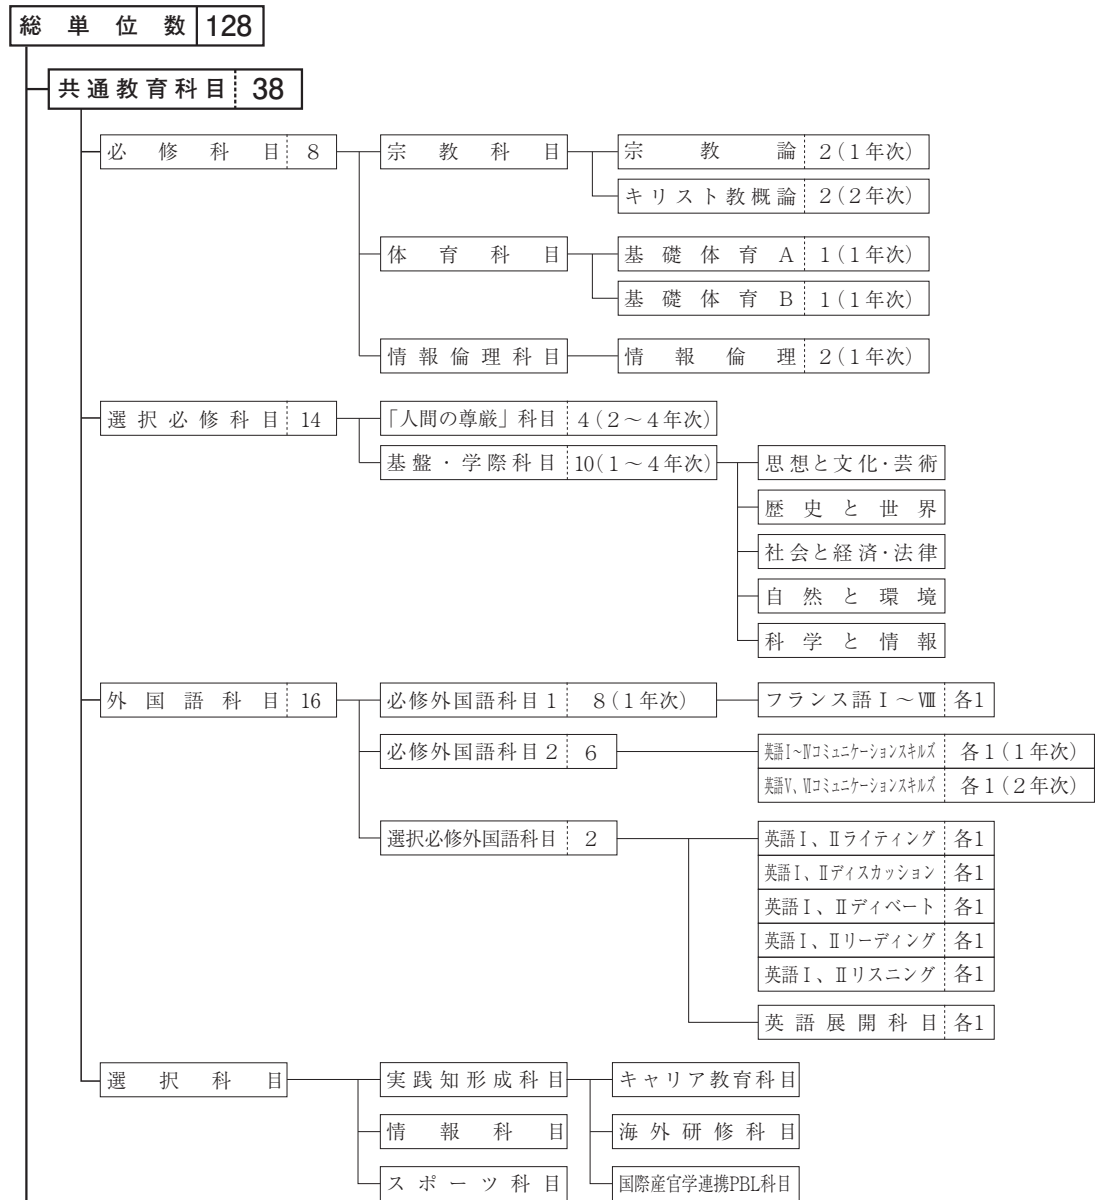 総単位数 128
共通教育科目 38
必修科目 8 宗教科目 宗教論 2(1年次)
キリスト教概論 2(2年次)
体育科目 基礎体育A 1(1年次)
基礎体育B 1(1年次)
情報倫理科目 情報倫理 2(1年次)
選択必修科目 14 「人間の尊厳」科目 4(2～4年次)
基盤・学際科目 10(1～4年次) 思想と文化・芸術
歴史と世界
社会と経済・法律
自然と環境
科学と情報
外国語科目 16 必修外国語科目1 8(1年次) フランス語Ⅰ～Ⅷ 各1
必修外国語科目2 6 英語Ⅰ～Ⅳコミュニケーションスキルズ 各1(1年次)
英語Ⅴ、Ⅵコミュニケーションスキルズ 各1(2年次)
選択必修外国語科目 2 英語Ⅰ、Ⅱライティング 各1
英語Ⅰ、Ⅱディスカッション 各1
英語Ⅰ、Ⅱディベート 各1
英語Ⅰ、Ⅱリーディング 各1
英語Ⅰ、Ⅱリスニング 各1
英語展開科目 各1
選択科目 実践知形成科目 キャリア教育科目
情報科目 海外研修科目
スポーツ科目 国際産官学連携PBL科目